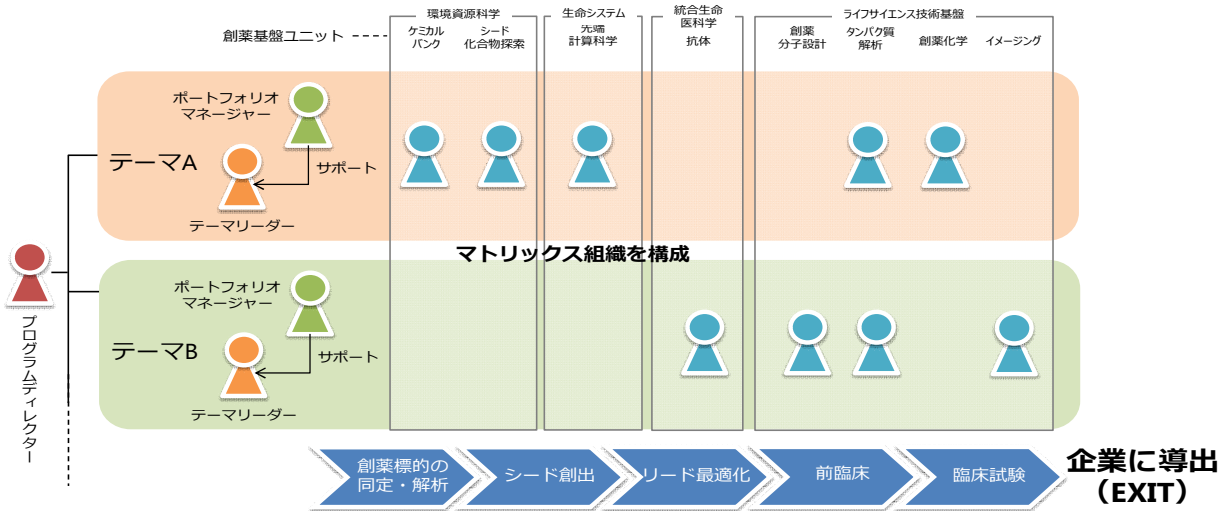 環境資源科学
生命システム
統合生命
医科学
ライフサイエンス技術基盤
創薬基盤ユニット
ケミカル
バンク
シード
化合物探索
先端
計算科学
抗体
創薬
分子設計
タンパク質
解析
創薬化学
イメージング
ポートフォリオ
マネージャー
テーマA
サポート
テーマリーダー
マトリックス組織を構成
ポートフォリオ
マネージャー
テーマB
サポート
テーマリーダー
プログラムディレクター
創薬標的の
同定・解析
シード創出
リード最適化
前臨床
臨床試験
企業に導出
（EXIT）